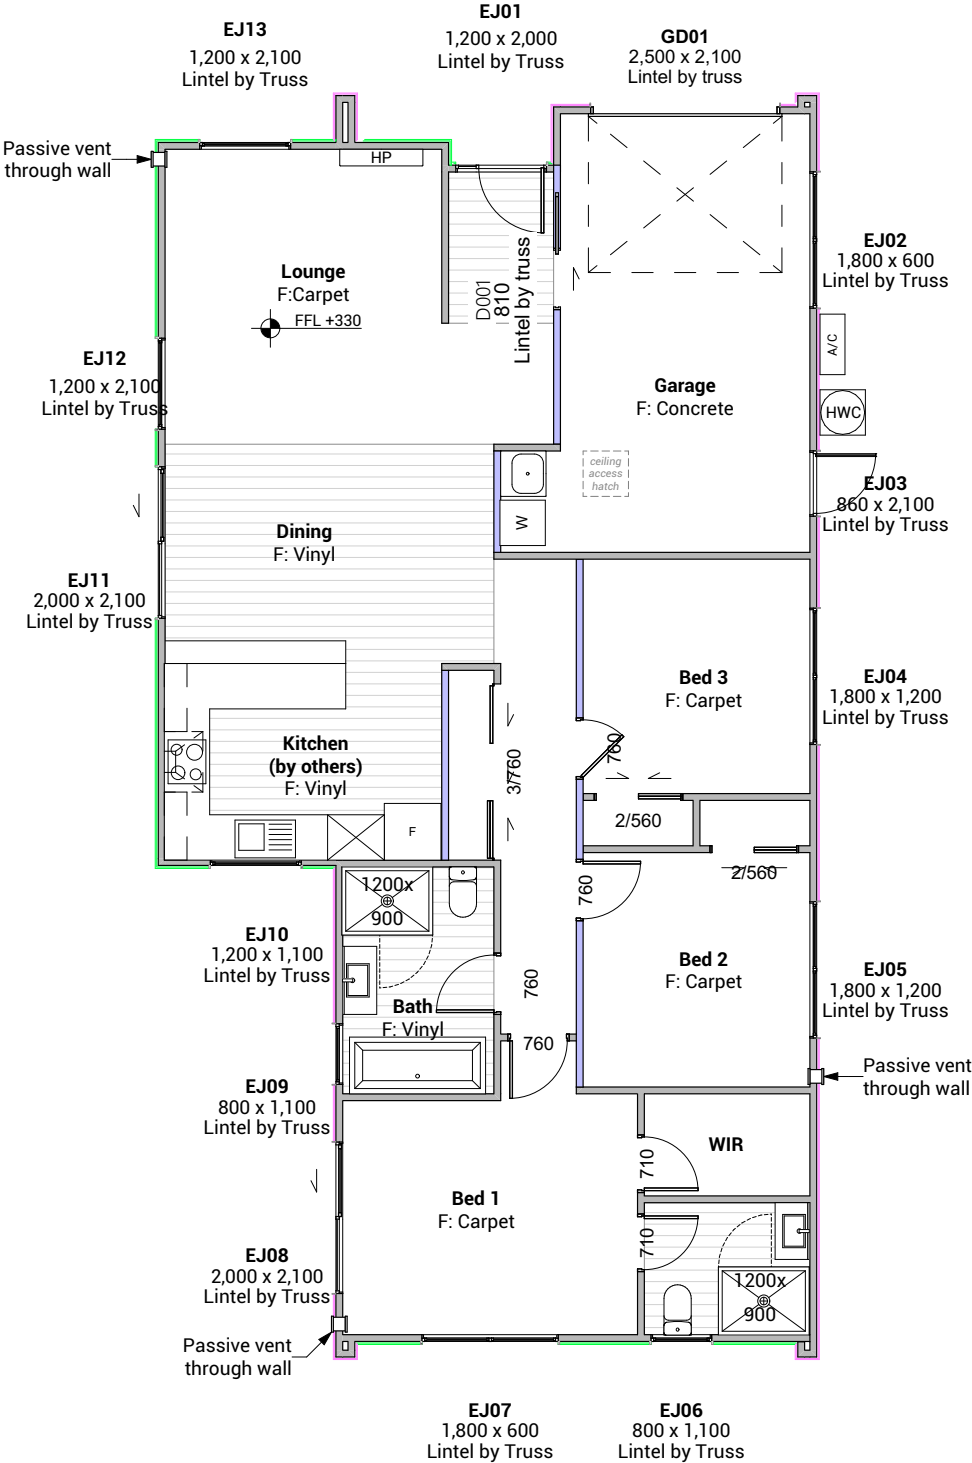 EJ13
1,200 x 2,100
Lintel by Truss
EJ01
1,200 x 2,000
Lintel by Truss
GD01
2,500 x 2,100
Lintel by truss
Passive vent
through wall
HP
Lounge
F:Carpet
FFL +330
D001
810
Lintel by truss
EJ02
1,800 x 600
Lintel by Truss
A/C
HWC
EJ12
1,200 x 2,100
Lintel by Truss
Garage
F: Concrete
ceiling
access
hatch
W
EJ03
860 x 2,100
Lintel by Truss
Dining
F: Vinyl
EJ11
2,000 x 2,100
Lintel by Truss
Bed 3
F: Carpet
EJ04
1,800 x 1,200
Lintel by Truss
Kitchen
(by others)
F: Vinyl
F
3/760
760
2/560
2/560
760
1200x
900
EJ10
1,200 x 1,100
Lintel by Truss
Bath
F: Vinyl
760
760
Bed 2
F: Carpet
EJ05
1,800 x 1,200
Lintel by Truss
Passive vent
through wall
EJ09
800 x 1,100
Lintel by Truss
WIR
710
Bed 1
F: Carpet
710
1200x
900
EJ08
2,000 x 2,100
Lintel by Truss
Passive vent
through wall
EJ07
1,800 x 600
Lintel by Truss
EJ06
800 x 1,100
Lintel by Truss